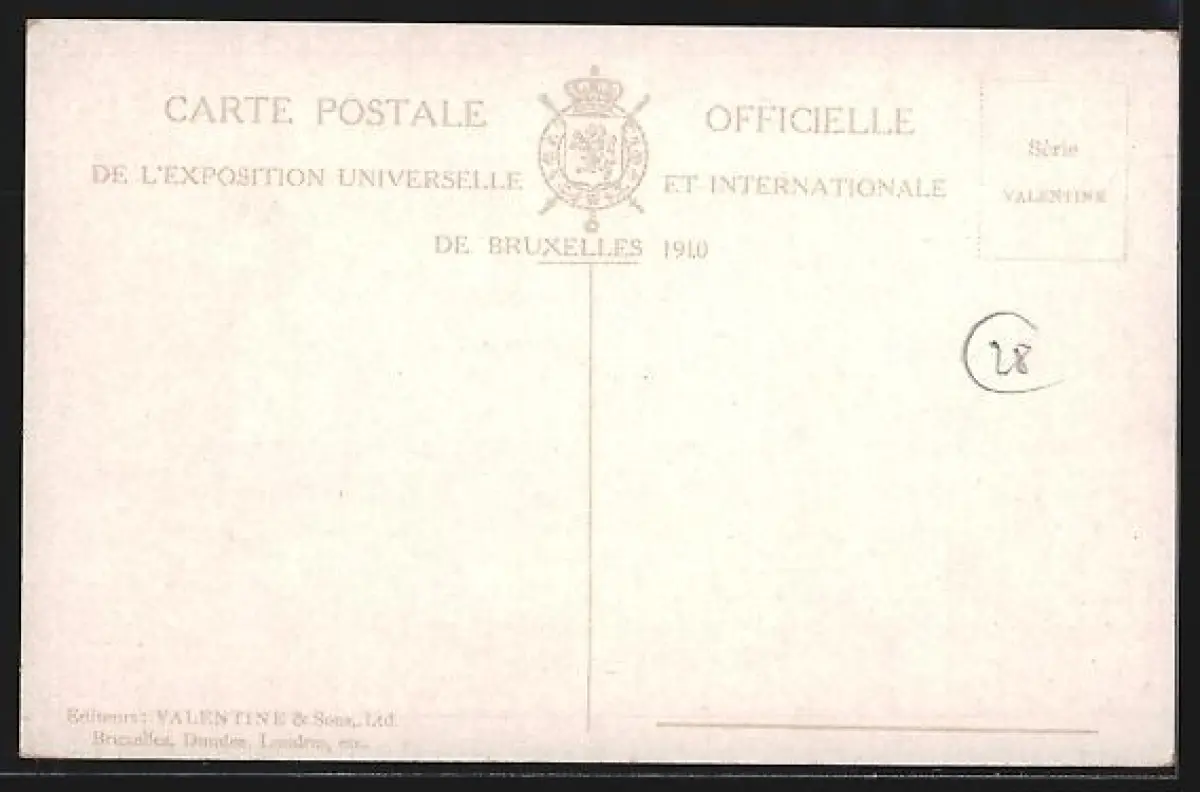 CARTE POSTALE OFFICIELLE
DE L'EXPOSITION UNIVERSELLE ET INTERNATIONALE
DE BRUXELLES 1910
Série
VALENTINE
28
Editeurs: VALENTINE & Sons, Ltd.
Bruxelles, Dundee, Londres, etc.